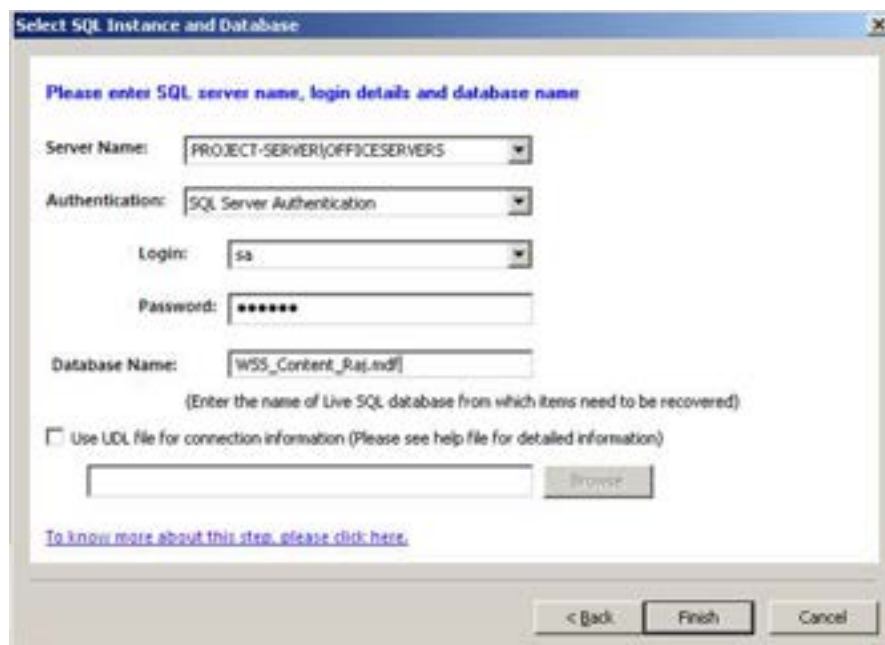 Select SQL Instance and Database
Please enter SQL server name, login details and database name
Server Name: PROJECT-SERVER\OFFICESERVERS
Authentication: SQL Server Authentication
Login: sa
Password: ●●●●●●
Database Name: WSS_Content_Raj.mdf
(Enter the name of Live SQL database from which items need to be recovered)
Use UDL file for connection information (Please see help file for detailed information)
Browse
To know more about this step, please click here.
< Back Finish Cancel